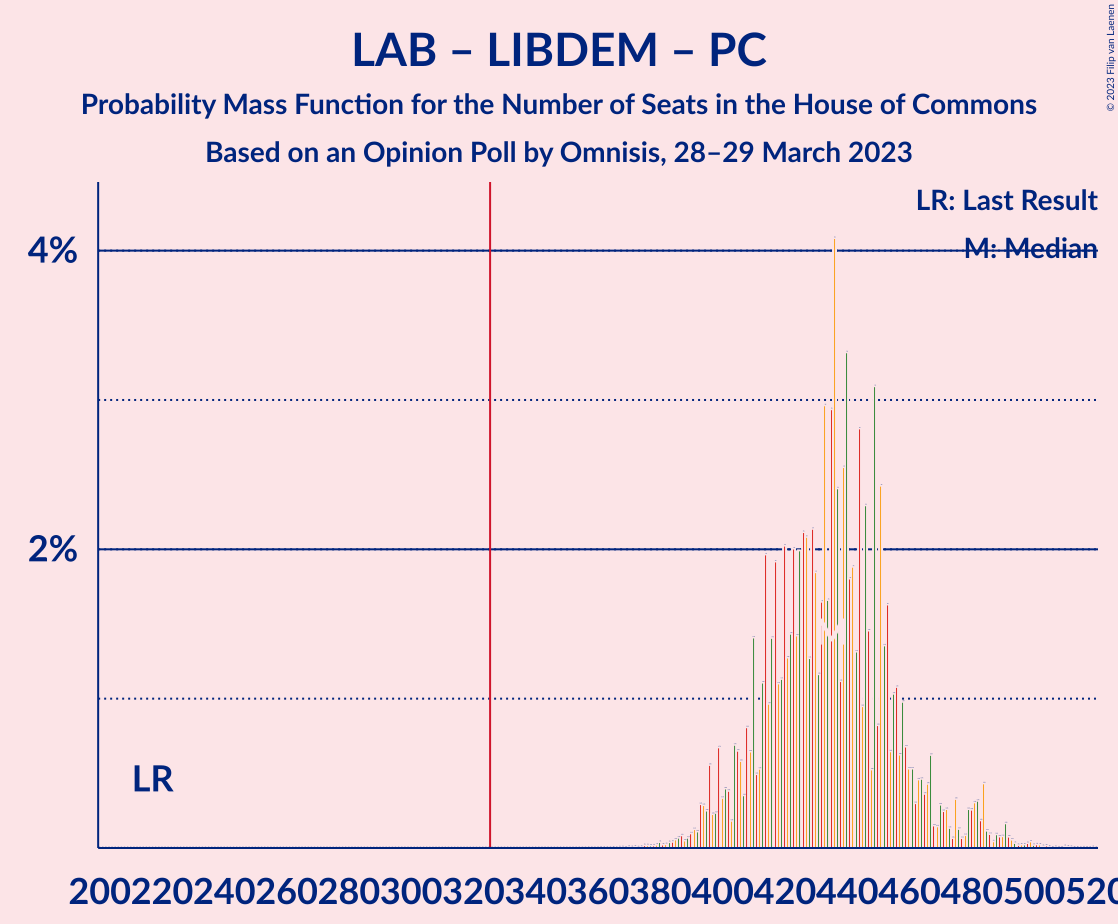 LAB – LIBDEM – PC
Probability Mass Function for the Number of Seats in the House of Commons
Based on an Opinion Poll by Omnisis, 28–29 March 2023
© 2023 Filip van Laenen
LR: Last Result
M: Median
4%
2%
LR
200220240260280300320340360380400420440460480500520